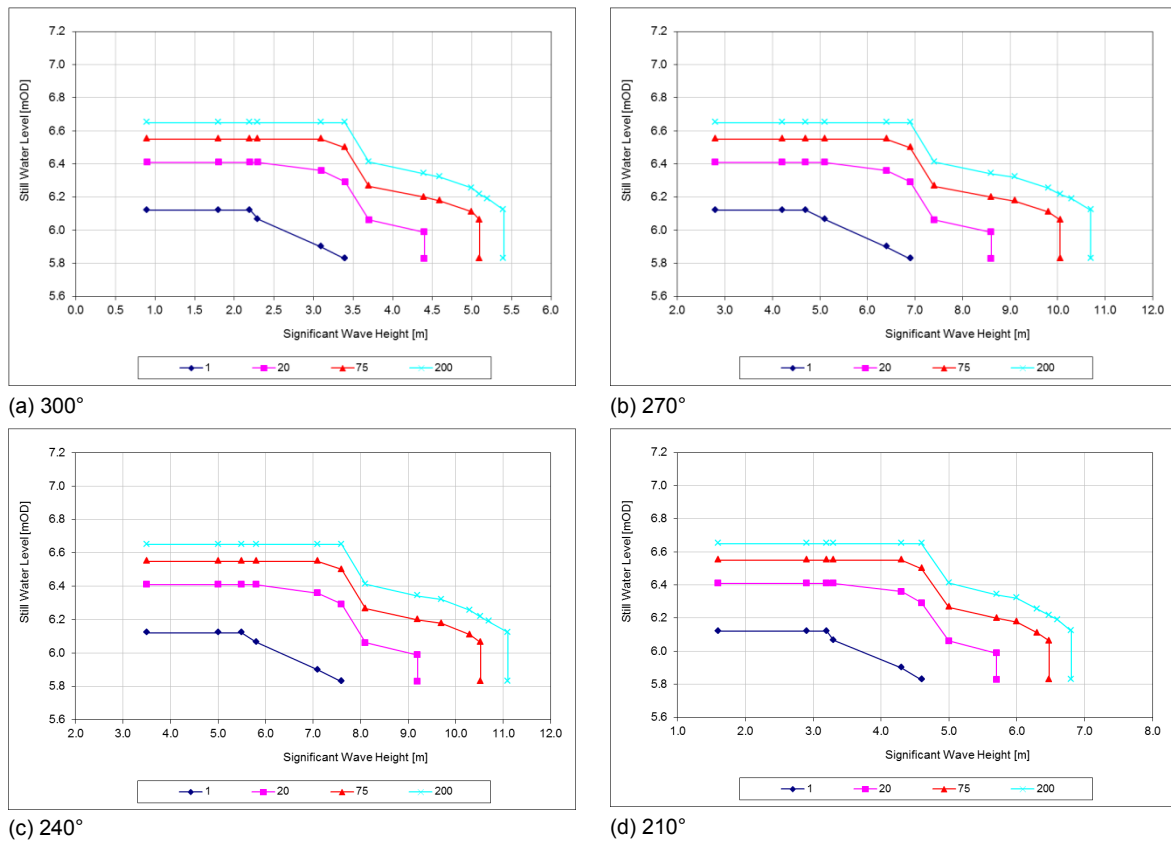 7.2
7.0
6.8
6.6
6.4
6.2
6.0
5.8
5.6
Still Water Level [mOD]
0.0 0.5 1.0 1.5 2.0 2.5 3.0 3.5 4.0 4.5 5.0 5.5 6.0
Significant Wave Height [m]
1 20 75 200
(a) 300°
7.2
7.0
6.8
6.6
6.4
6.2
6.0
5.8
5.6
Still Water Level [mOD]
2.0 3.0 4.0 5.0 6.0 7.0 8.0 9.0 10.0 11.0 12.0
Significant Wave Height [m]
1 20 75 200
(b) 270°
7.2
7.0
6.8
6.6
6.4
6.2
6.0
5.8
5.6
Still Water Level [mOD]
2.0 3.0 4.0 5.0 6.0 7.0 8.0 9.0 10.0 11.0 12.0
Significant Wave Height [m]
1 20 75 200
(c) 240°
7.2
7.0
6.8
6.6
6.4
6.2
6.0
5.8
5.6
Still Water Level [mOD]
1.0 2.0 3.0 4.0 5.0 6.0 7.0 8.0
Significant Wave Height [m]
1 20 75 200
(d) 210°